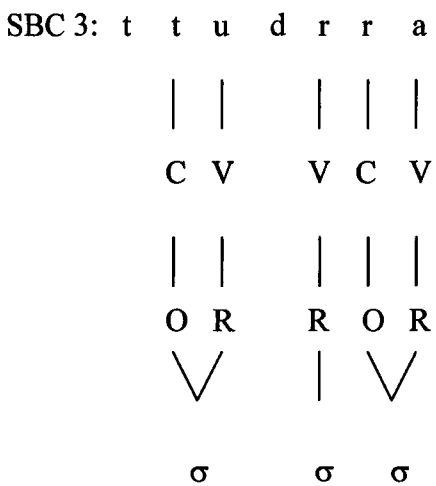 SBC 3: t t u d r r a
C V V C V
O R R O R
σ σ σ